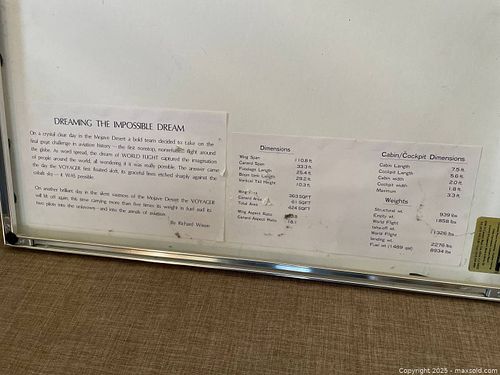 DREAMING THE IMPOSSIBLE DREAM
On a crystal clear day in the Mojave Desert a bold team decided to take on the
final great challenge in aviation history—the first nonstop, nonrefueled flight around
the globe. As word spread, the dream of WORLD FLIGHT captured the imagination
of people around the world, all wondering if it was really possible. The answer came
the day the VOYAGER first floated aloft, its graceful lines etched sharply against the
cobalt sky—it WAS possible.
On another brilliant day in the silent vastness of the Mojave Desert the VOYAGER
will lift off again, this time carrying more than five times its weight in fuel and its
two pilots into the unknown—and into the annals of aviation.
By Richard Wixon
Dimensions
Wing Span 110.8 ft.
Canard Span 33.3 ft.
Fuselage Length 25.4 ft.
Boom tank Length 29.2 ft.
Vertical Tail Height 10.3 ft.
Wing 363 SQFT
Canard Area 61 SQFT
Total Area 424 SQFT
Wing Aspect Ratio
Canard Aspect Ratio 18.1
Cabin/Cockpit Dimensions
Cabin Length 7.5 ft.
Cockpit Length 5.6 ft.
Cabin width 2.0 ft.
Cockpit width 1.8 ft.
Maximum 3.3 ft.
Weights
Structural wt. 939 lbs
Empty wt. 1858 lbs
World Flight
take-off wt. 11326 lbs
World Flight
landing wt. 2276 lbs
Fuel wt (1489 gal) 8934 lbs
Copyright 2025 - maxsold.com